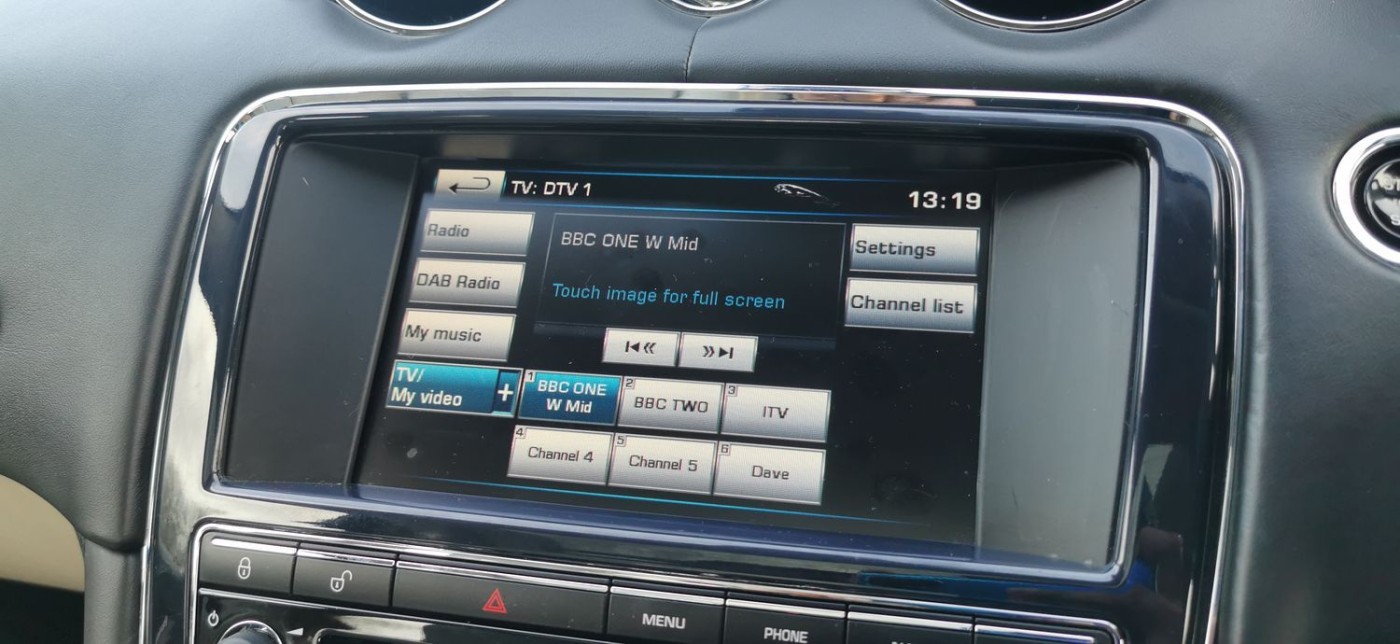 TV: DTV 1
13:19
Radio
BBC ONE W Mid
Settings
DAB Radio
Touch image for full screen
Channel list
My music
TV/
My video
+
1
BBC ONE
W Mid
2
BBC TWO
3
ITV
4
Channel 4
5
Channel 5
6
Dave
MENU
PHONE